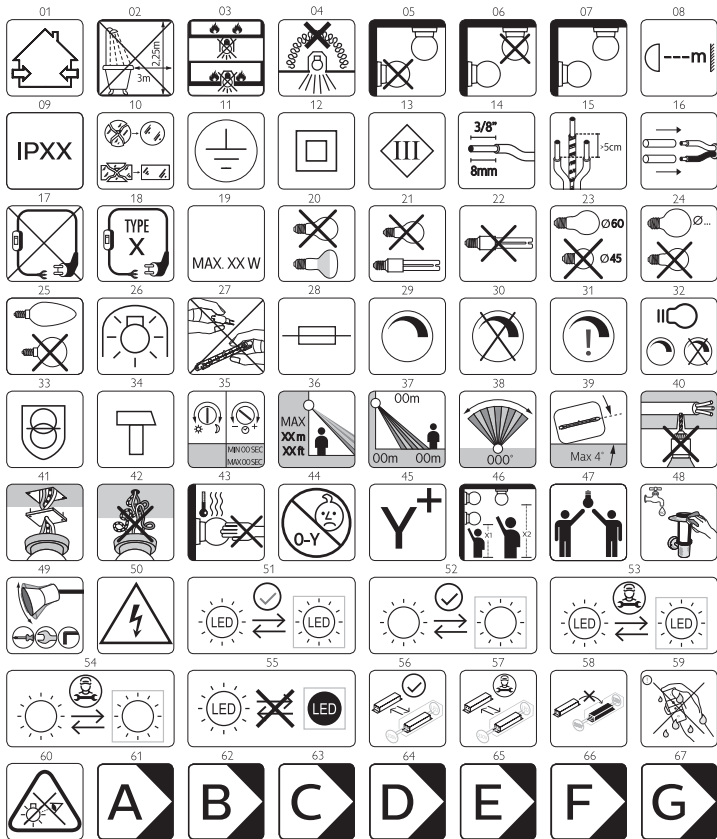 01 02 03 04 05 06 07 08
2,25m
3m
m
09 10 11 12 13 14 15 16
IPXX
III
3/8"
8mm
>5cm
17 18 19 20 21 22 23 24
TYPE
X
MAX. XX W
Ø60
Ø45
Ø...
25 26 27 28 29 30 31 32
!
33 34 35 36 37 38 39 40
MIN 00 SEC
MAX 00 SEC
MAX
XX m
XX ft
00m
00m
00m
000°
Max 4°
41 42 43 44 45 46 47 48
0-Y
Y+
X1
X2
49 50 51 52 53
LED LED
LED LED
54 55 56 57 58 59
LED LED
60 61 62 63 64 65 66 67
A B C D E F G